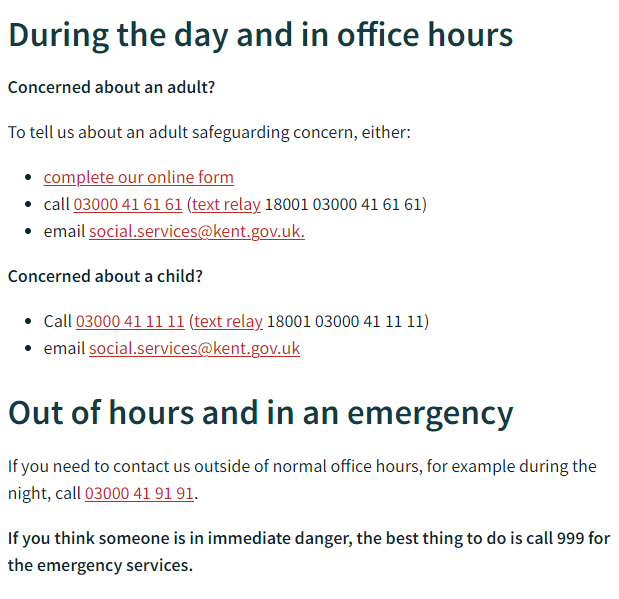 During the day and in office hours
Concerned about an adult?
To tell us about an adult safeguarding concern, either:
• complete our online form
• call 03000 41 61 61 (text relay 18001 03000 41 61 61)
• email social.services@kent.gov.uk.
Concerned about a child?
• Call 03000 41 11 11 (text relay 18001 03000 41 11 11)
• email social.services@kent.gov.uk
Out of hours and in an emergency
If you need to contact us outside of normal office hours, for example during the
night, call 03000 41 91 91.
If you think someone is in immediate danger, the best thing to do is call 999 for
the emergency services.